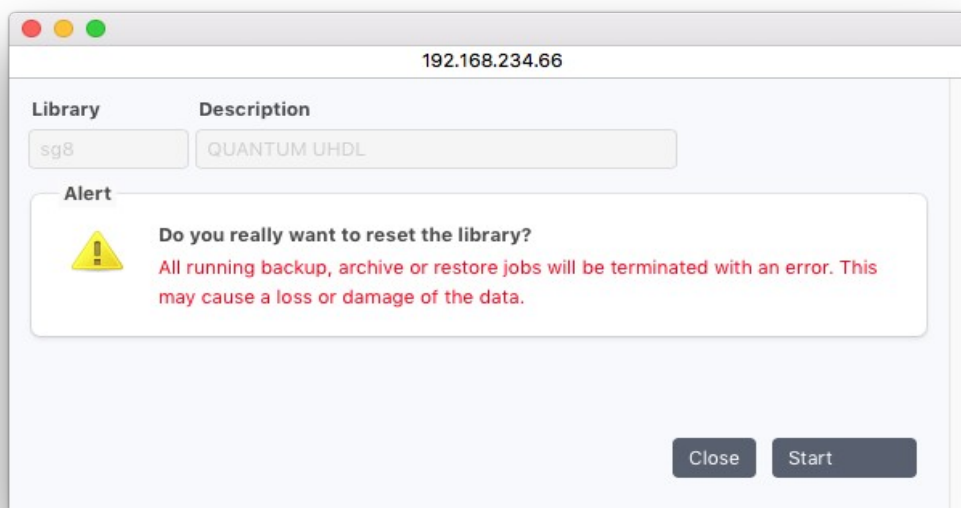 192.168.234.66
Library Description
sg8 QUANTUM UHDL
Alert
Do you really want to reset the library?
All running backup, archive or restore jobs will be terminated with an error. This
may cause a loss or damage of the data.
Close Start